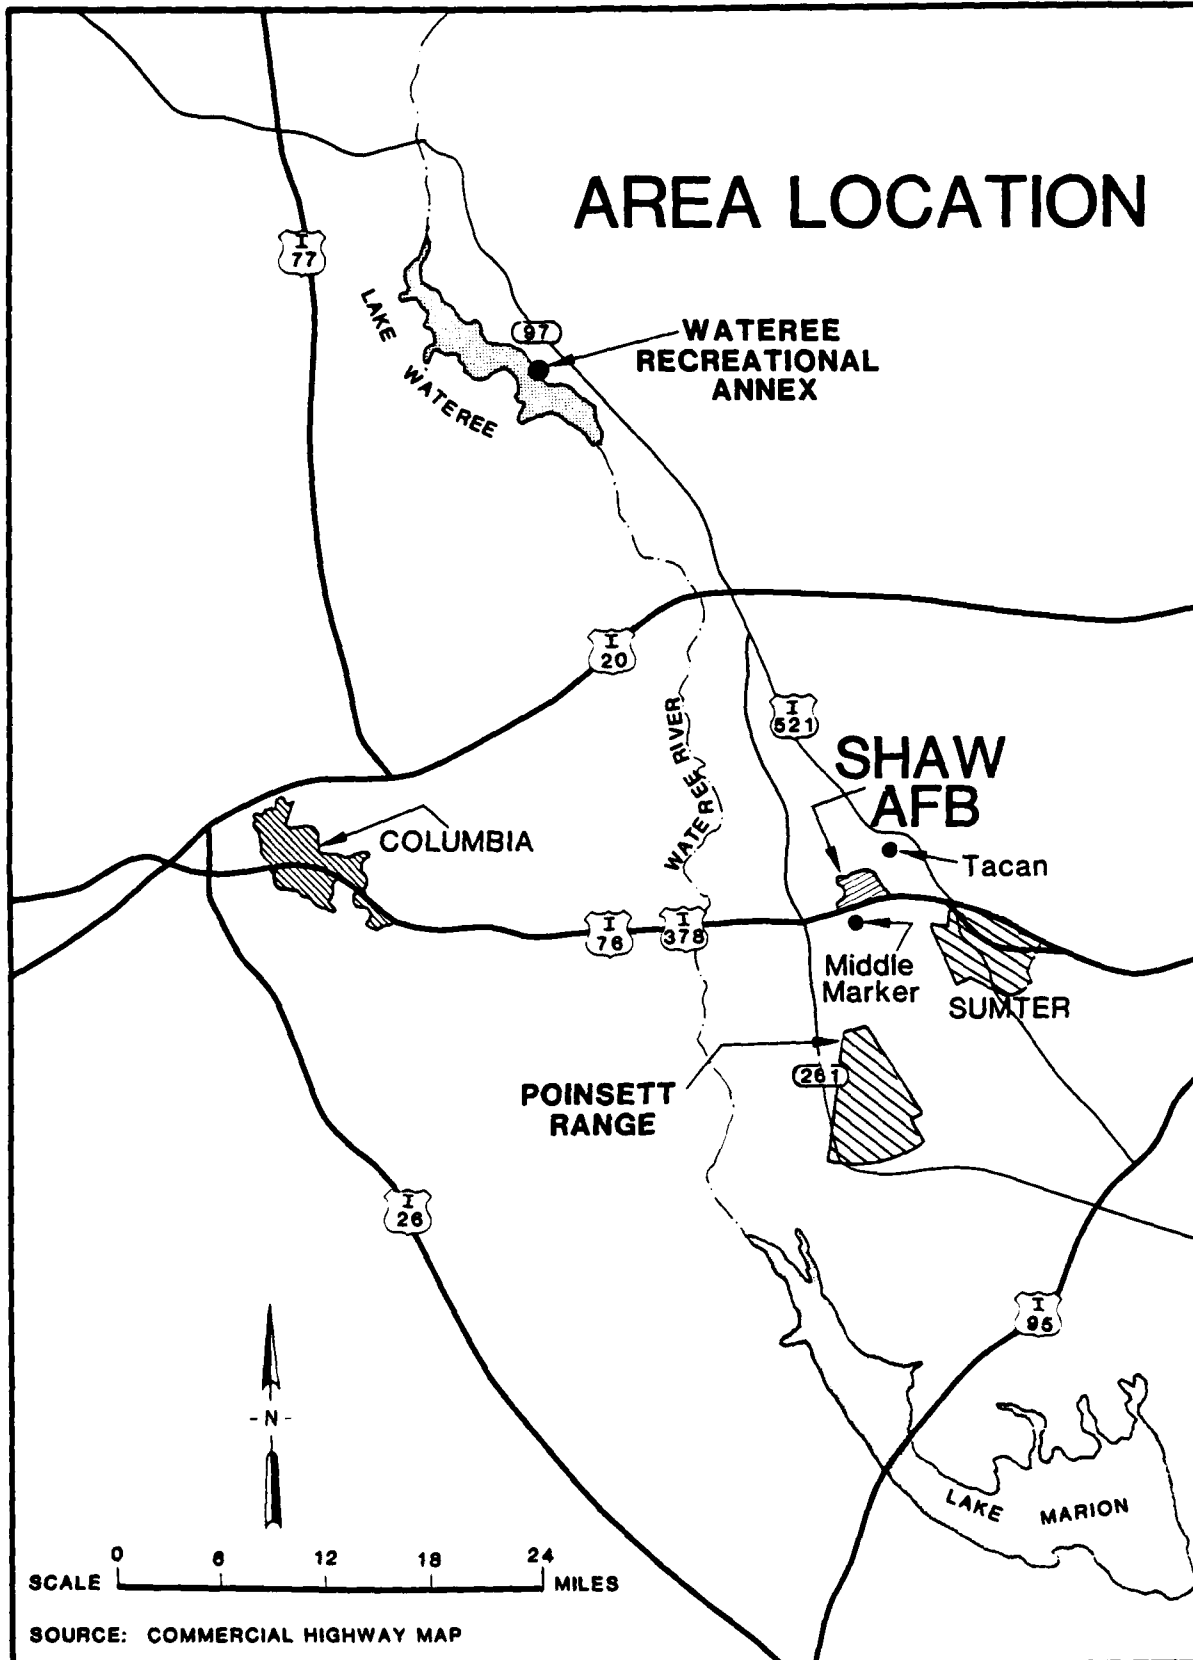 AREA LOCATION
I
77
LAKE WATEREE
97
WATEREE
RECREATIONAL
ANNEX
I
20
WATEREE RIVER
I
521
SHAW
AFB
COLUMBIA
Tacan
I
76
I
378
Middle
Marker
SUMTER
261
POINSETT
RANGE
I
26
I
95
- N -
LAKE MARION
0 6 12 18 24
SCALE MILES
SOURCE: COMMERCIAL HIGHWAY MAP